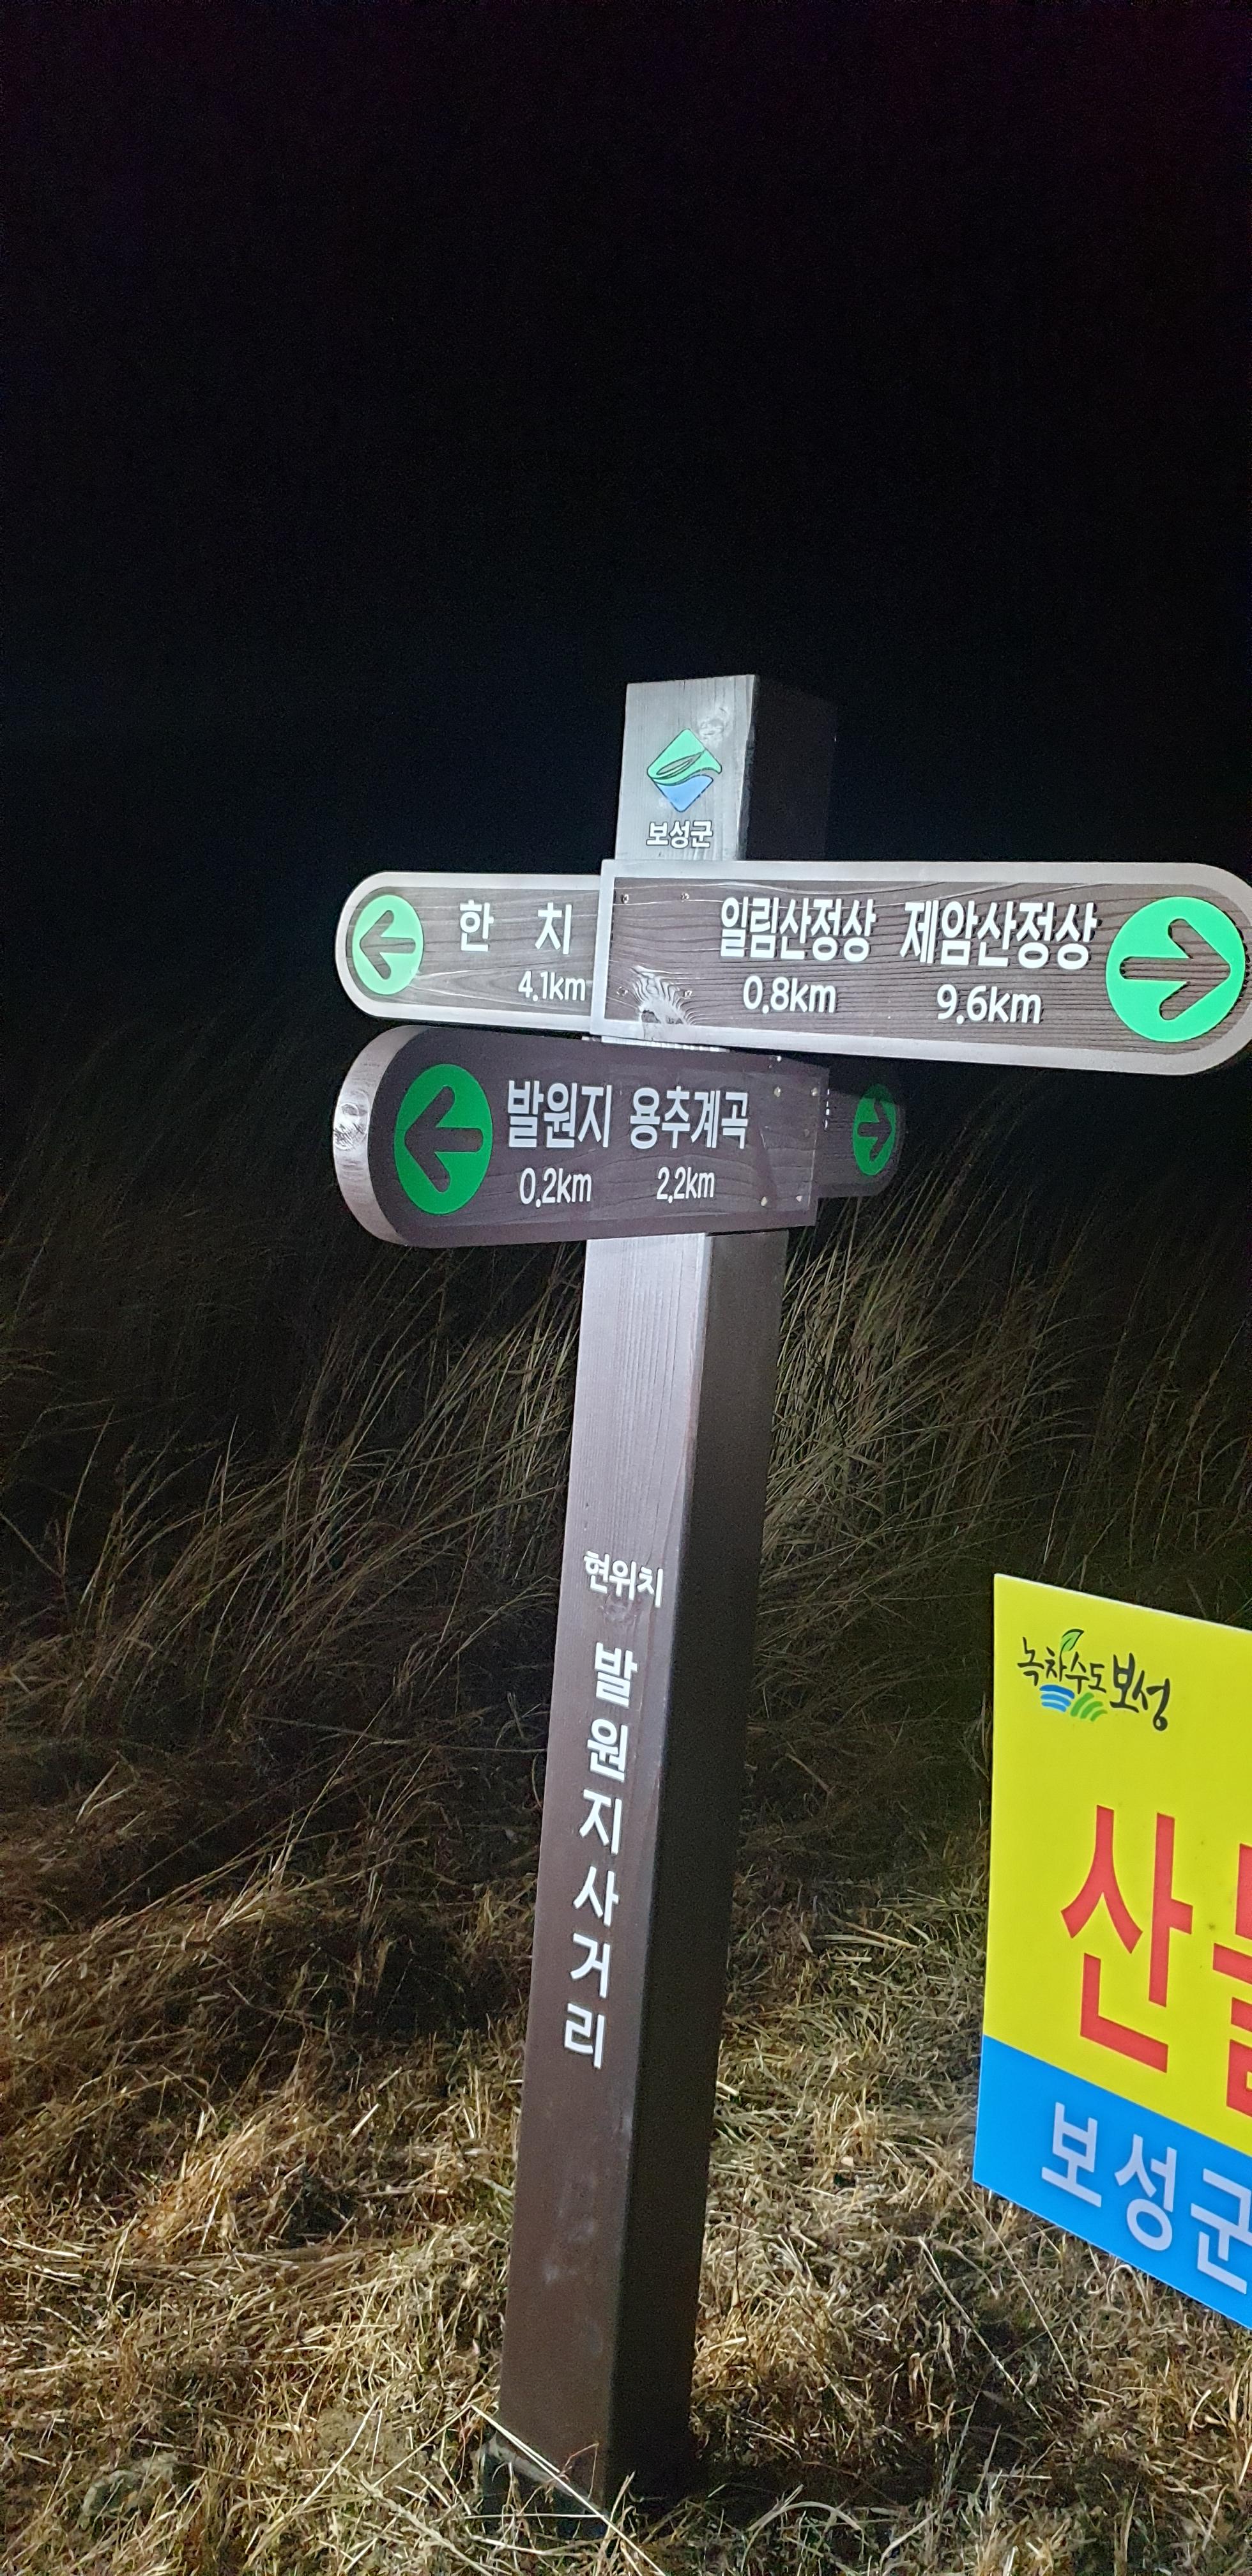 보성군
한 치
4.1km
일림산정상 제암산정상
0.8km 9.6km
발원지 용추계곡
0.2km 2.2km
현위치
발원지사거리
녹차수도 보성
산
보성군